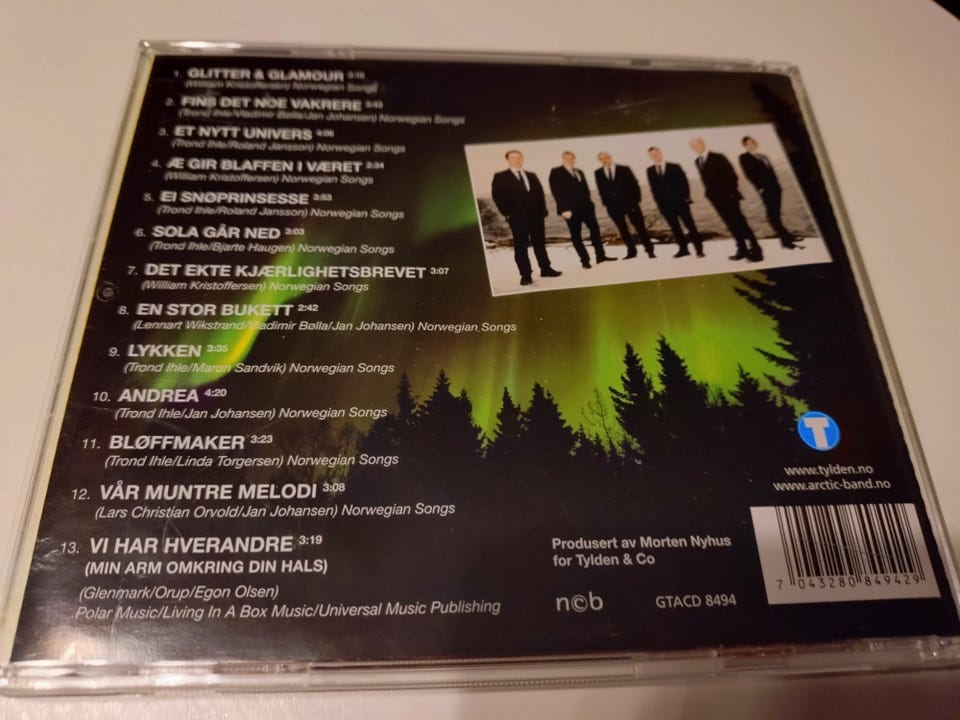 1. GLITTER & GLAMOUR
(William Kristoffersen) Norwegian Songs
2. FINS DET NOE VAKRERE
(Trond Ihle/Vladimir Bølla/Jan Johansen) Norwegian Songs
3. ET NYTT UNIVERS 4:06
(Trond Ihle/Roland Jansson) Norwegian Songs
4. Æ GIR BLAFFEN I VÆRET 2:34
(William Kristoffersen) Norwegian Songs
5. EI SNØPRINSESSE 3:53
(Trond Ihle/Roland Jansson) Norwegian Songs
6. SOLA GÅR NED 3:03
(Trond Ihle/Bjarte Haugen) Norwegian Songs
7. DET EKTE KJÆRLIGHETSBREVET 3:07
(William Kristoffersen) Norwegian Songs
8. EN STOR BUKETT 2:42
(Lennart Wikstrand/Vladimir Bølla/Jan Johansen) Norwegian Songs
9. LYKKEN 3:35
(Trond Ihle/Maron Sandvik) Norwegian Songs
10. ANDREA 4:20
(Trond Ihle/Jan Johansen) Norwegian Songs
11. BLØFFMAKER 3:23
(Trond Ihle/Linda Torgersen) Norwegian Songs
12. VÅR MUNTRE MELODI 3:08
(Lars Christian Orvold/Jan Johansen) Norwegian Songs
13. VI HAR HVERANDRE 3:19
(MIN ARM OMKRING DIN HALS)
(Glenmark/Orup/Egon Olsen)
Polar Music/Living In A Box Music/Universal Music Publishing
T
www.tylden.no
www.arctic-band.no
Produsert av Morten Nyhus
for Tylden & Co
n©b
GTACD 8494
7 043280 849429